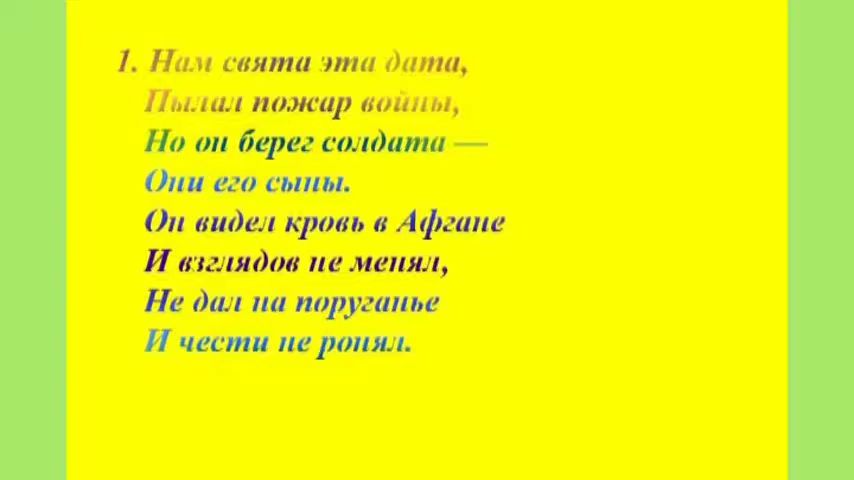 1. Нам свята эта дата,
Пылал пожар войны,
Но он берег солдата —
Они его сыны.
Он видел кровь в Афгане
И взглядов не менял,
Не дал на поруганье
И чести не ронял.